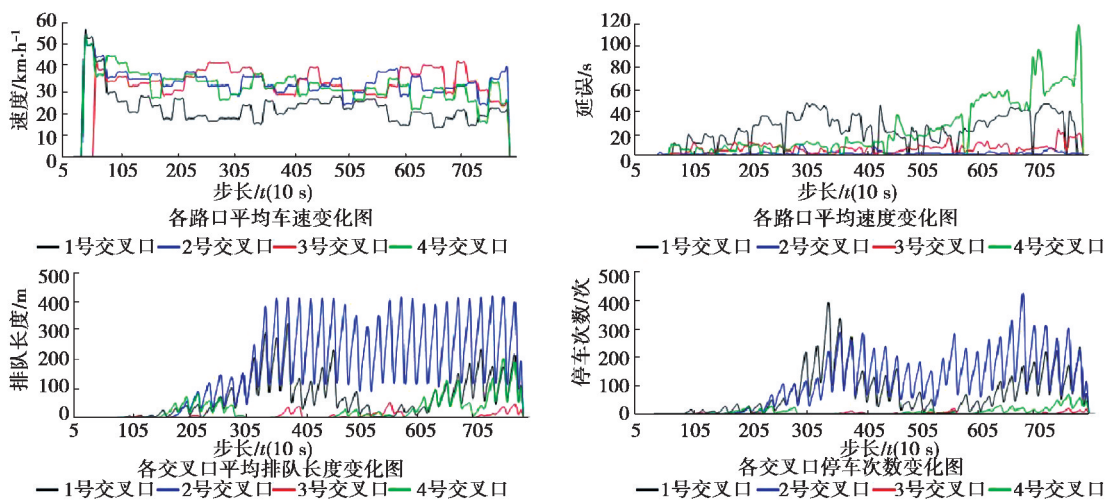 速度/km·h⁻¹
60
50
40
30
20
10
0
5 105 205 305 405 505 605 705
步长/t(10 s)
各路口平均车速变化图
1号交叉口 2号交叉口 3号交叉口 4号交叉口
延误/s
120
100
80
60
40
20
0
5 105 205 305 405 505 605 705
步长/t(10 s)
各路口平均速度变化图
1号交叉口 2号交叉口 3号交叉口 4号交叉口
排队长度/m
500
400
300
200
100
0
5 105 205 305 405 505 605 705
步长/t(10 s)
各交叉口平均排队长度变化图
1号交叉口 2号交叉口 3号交叉口 4号交叉口
停车次数/次
500
400
300
200
100
0
5 105 205 305 405 505 605 705
步长/t(10 s)
各交叉口停车次数变化图
1号交叉口 2号交叉口 3号交叉口 4号交叉口